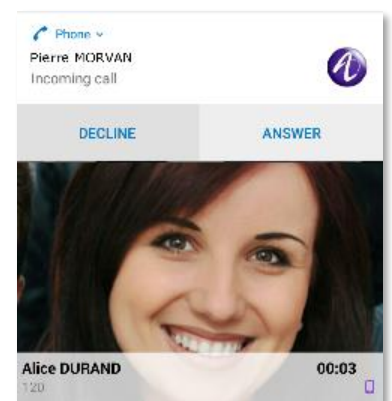 Phone
Pierre MORVAN
Incoming call
DECLINE ANSWER
Alice DURAND 00:03
120